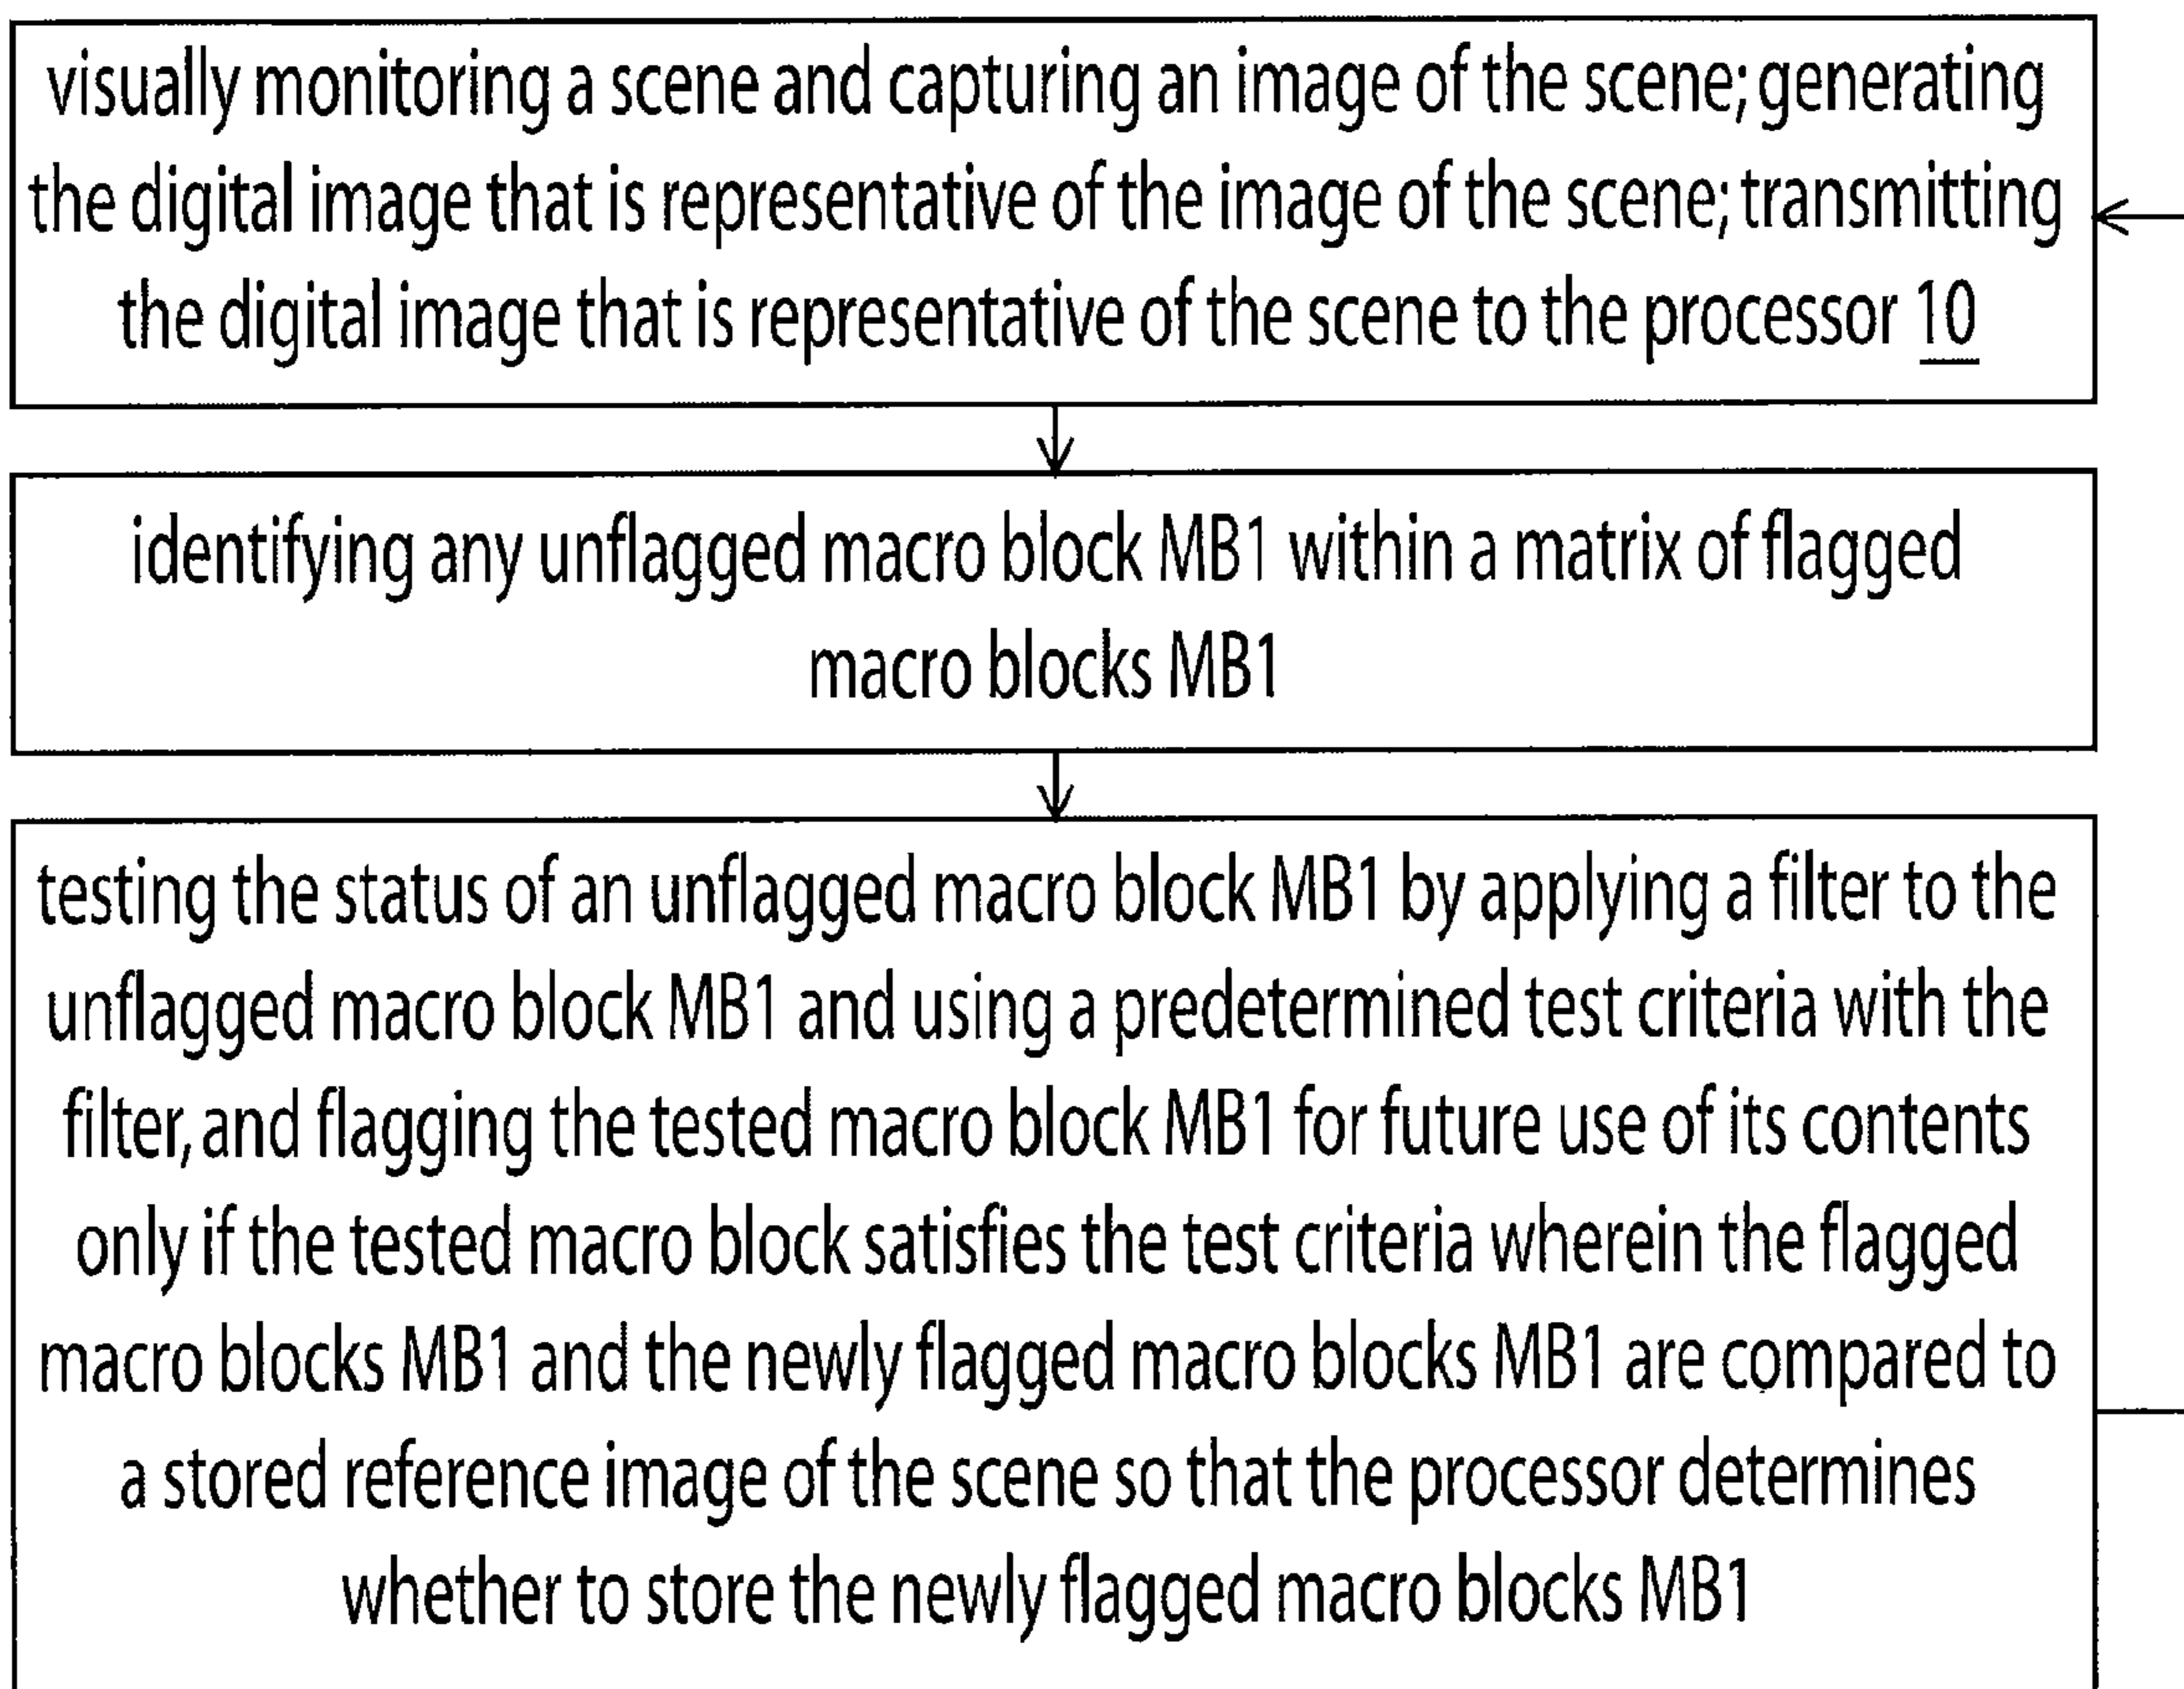 visually monitoring a scene and capturing an image of the scene; generating
the digital image that is representative of the image of the scene; transmitting
the digital image that is representative of the scene to the processor 10
identifying any unflagged macro block MB1 within a matrix of flagged
macro blocks MB1
testing the status of an unflagged macro block MB1 by applying a filter to the
unflagged macro block MB1 and using a predetermined test criteria with the
filter, and flagging the tested macro block MB1 for future use of its contents
only if the tested macro block satisfies the test criteria wherein the flagged
macro blocks MB1 and the newly flagged macro blocks MB1 are compared to
a stored reference image of the scene so that the processor determines
whether to store the newly flagged macro blocks MB1